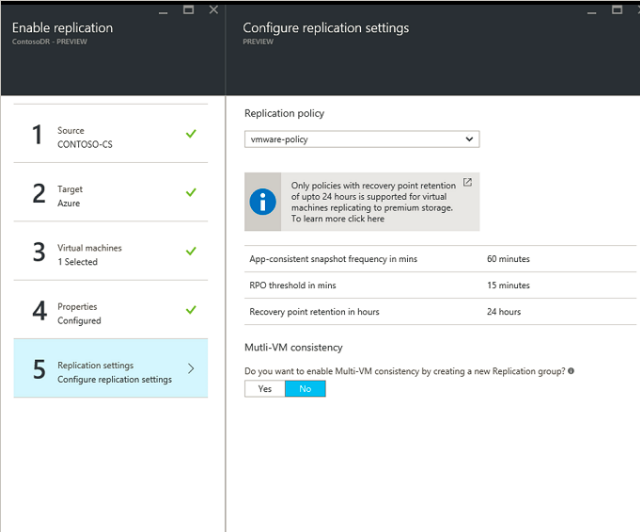 Enable replication
ContosoDR - PREVIEW
1
Source
CONTOSO-CS
2
Target
Azure
3
Virtual machines
1 Selected
4
Properties
Configured
5
Replication settings
Configure replication settings
Configure replication settings
PREVIEW
Replication policy
vmware-policy
Only policies with recovery point retention
of upto 24 hours is supported for virtual
machines replicating to premium storage.
To learn more click here
App-consistent snapshot frequency in mins 60 minutes
RPO threshold in mins 15 minutes
Recovery point retention in hours 24 hours
Mutli-VM consistency
Do you want to enable Multi-VM consistency by creating a new Replication group?
Yes No